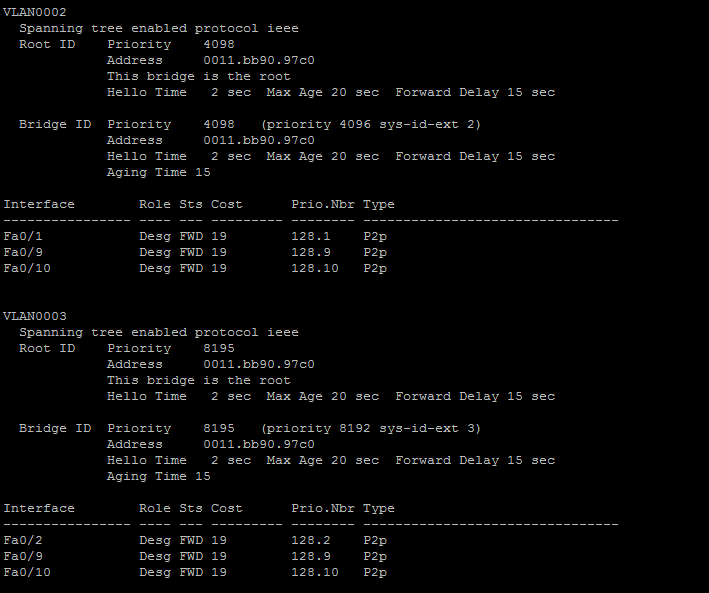 VLAN0002
  Spanning tree enabled protocol ieee
  Root ID    Priority    4098
             Address     0011.bb90.97c0
             This bridge is the root
             Hello Time   2 sec  Max Age 20 sec  Forward Delay 15 sec

  Bridge ID  Priority    4098   (priority 4096 sys-id-ext 2)
             Address     0011.bb90.97c0
             Hello Time   2 sec  Max Age 20 sec  Forward Delay 15 sec
             Aging Time 15

Interface        Role Sts Cost      Prio.Nbr Type
---------------- ---- --- --------- -------- --------------------------------
Fa0/1            Desg FWD 19        128.1    P2p
Fa0/9            Desg FWD 19        128.9    P2p
Fa0/10           Desg FWD 19        128.10   P2p

VLAN0003
  Spanning tree enabled protocol ieee
  Root ID    Priority    8195
             Address     0011.bb90.97c0
             This bridge is the root
             Hello Time   2 sec  Max Age 20 sec  Forward Delay 15 sec

  Bridge ID  Priority    8195   (priority 8192 sys-id-ext 3)
             Address     0011.bb90.97c0
             Hello Time   2 sec  Max Age 20 sec  Forward Delay 15 sec
             Aging Time 15

Interface        Role Sts Cost      Prio.Nbr Type
---------------- ---- --- --------- -------- --------------------------------
Fa0/2            Desg FWD 19        128.2    P2p
Fa0/9            Desg FWD 19        128.9    P2p
Fa0/10           Desg FWD 19        128.10   P2p